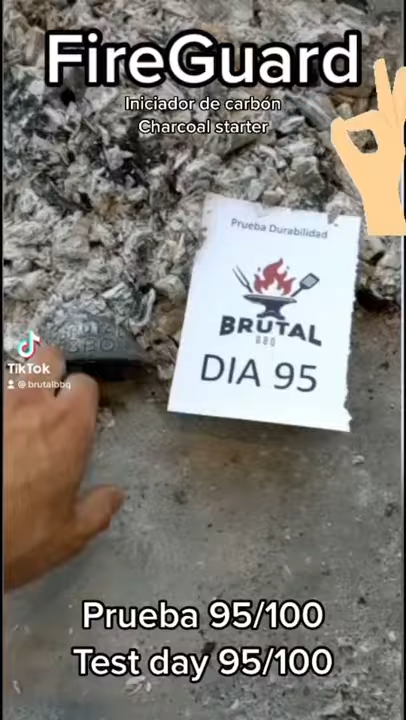 FireGuard
Iniciador de carbón
Charcoal starter
Prueba Durabilidad
BRUTAL
BBQ
DIA 95
TikTok
@brutalbbq
Prueba 95/100
Test day 95/100